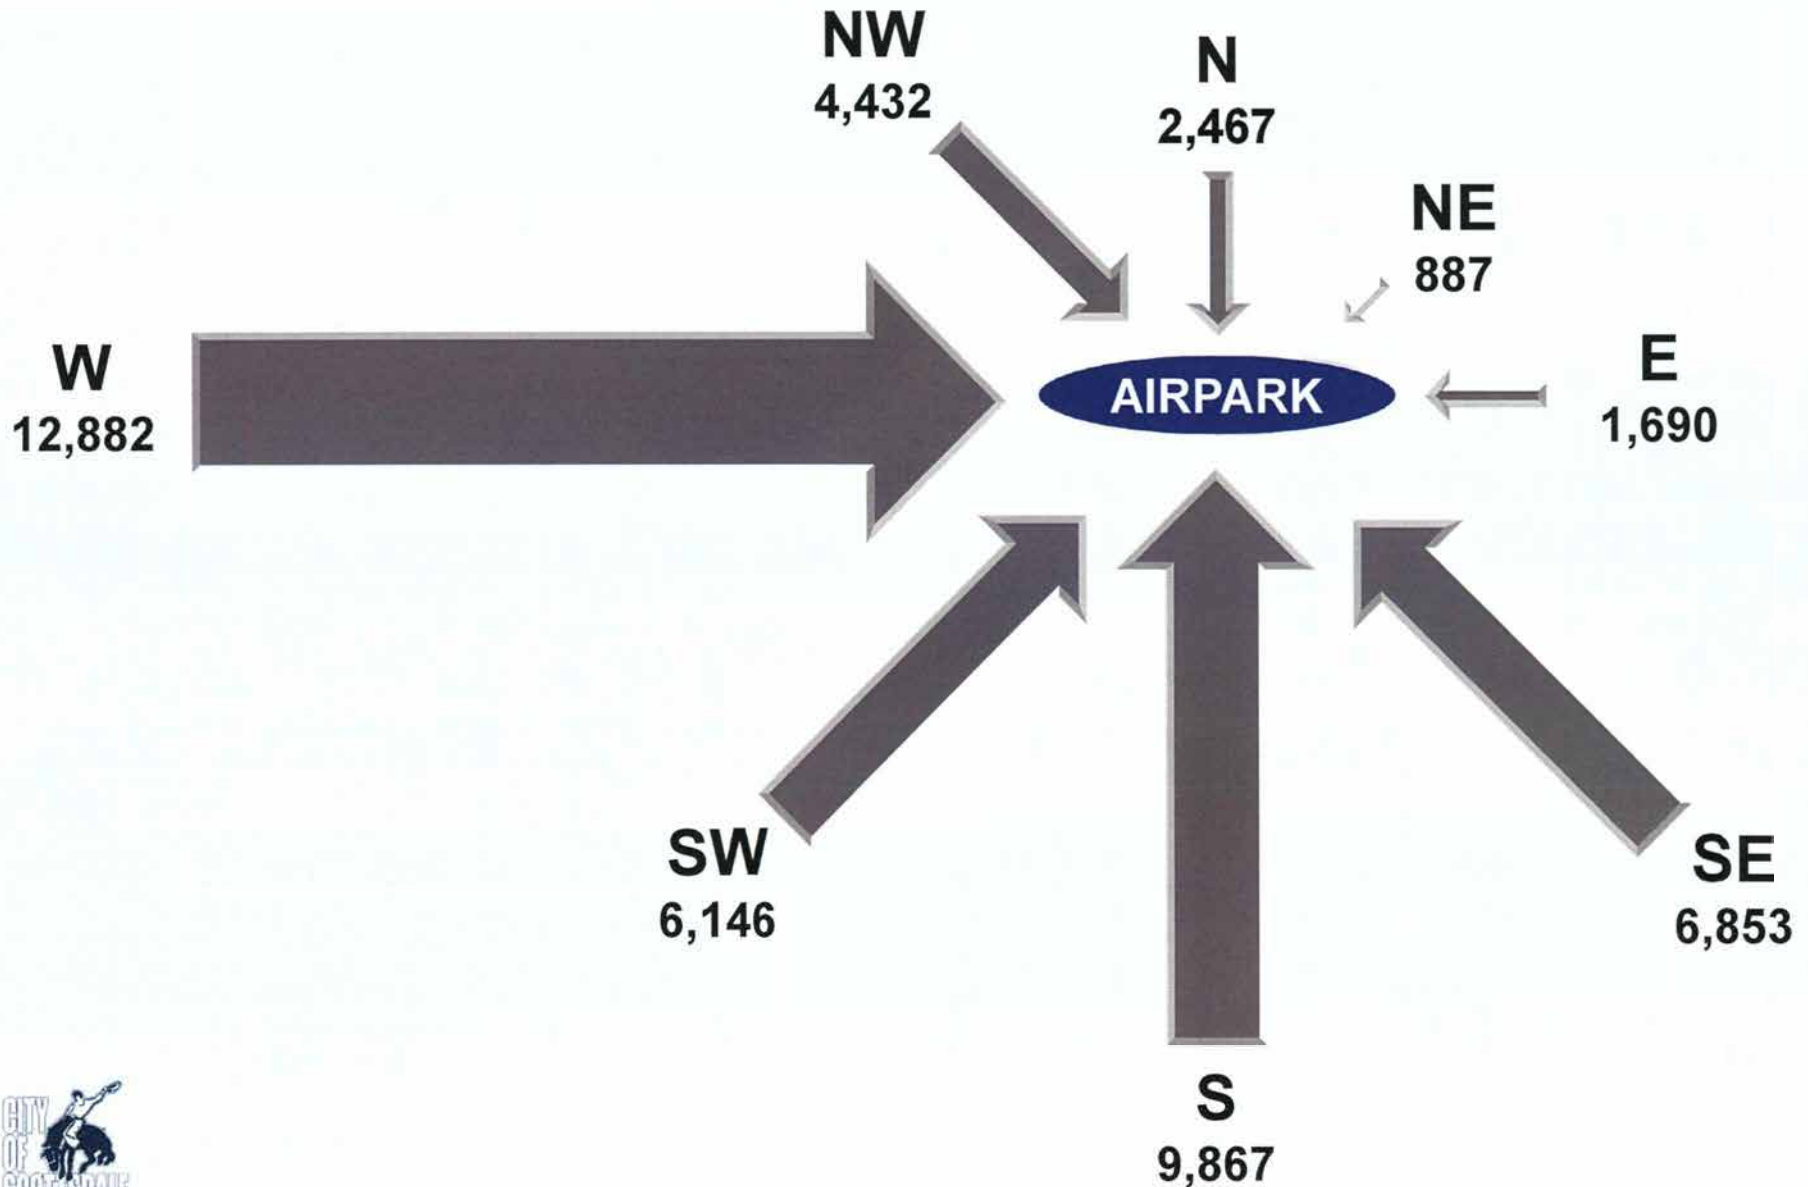 NW
4,432
N
2,467
NE
887
W
12,882
AIRPARK
E
1,690
SW
6,146
SE
6,853
S
9,867
CITY
OF